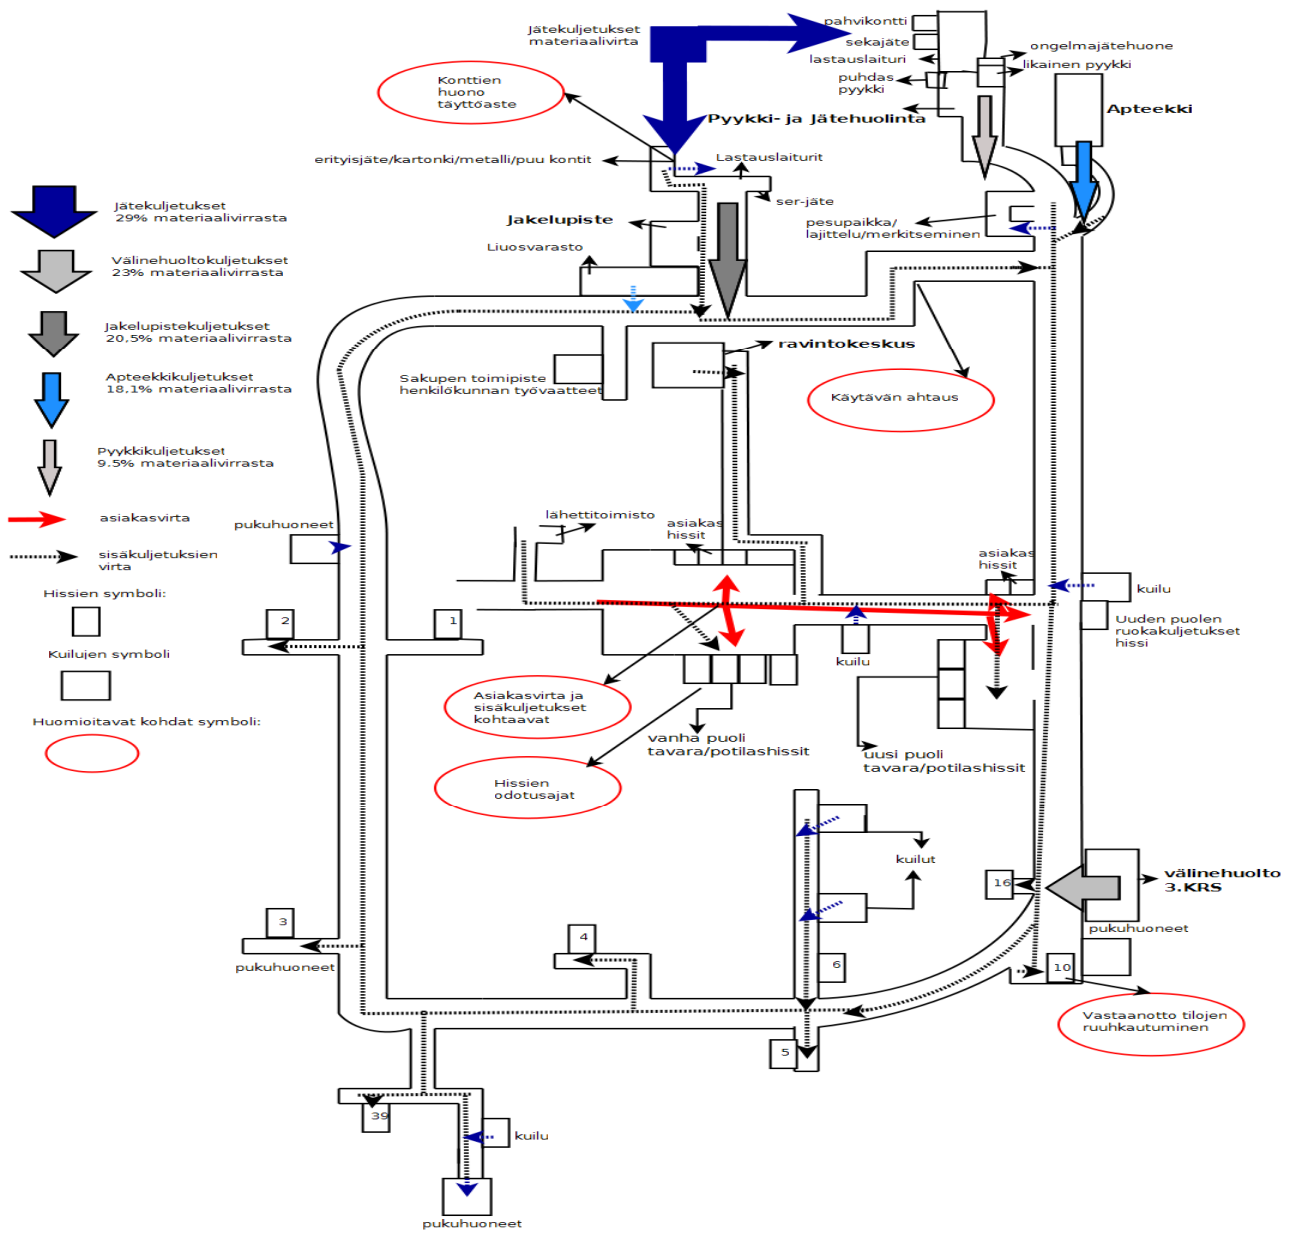 Jätekuljetukset
materiaalivirta
pahvikontti
sekajäte
lastauslaituri
puhdas
pyykki
ongelmajätehuone
likainen pyykki
Konttien
huono
täyttöaste
Pyykki- ja Jätehuolinta
Apteekki
erityisjäte/kartonki/metalli/puu kontit
Lastauslaiturit
ser-jäte
Jakelupiste
Liuosvarasto
pesupaikka/
lajittelu/merkitseminen
Jätekuljetukset
29% materiaalivirrasta
Välinehuoltokuljetukset
23% materiaalivirrasta
Jakelupistekuljetukset
20,5% materiaalivirrasta
Apteekkikuljetukset
18,1% materiaalivirrasta
Pyykkikuljetukset
9.5% materiaalivirrasta
asiakasvirta
sisäkuljetuksien
virta
Hissien symboli:
Kuilujen symboli
Huomioitavat kohdat symboli:
ravintokeskus
Sakupen toimipiste
henkilökunnan työvaatteet
Käytävän ahtaus
pukuhuoneet
lähettitoimisto
asiakas
hissit
asiakas
hissit
kuilu
Uuden puolen
ruokakuljetukset
hissi
2
1
kuilu
Asiakasvirta ja
sisäkuljetukset
kohtaavat
vanha puoli
tavara/potilashissit
uusi puoli
tavara/potilashissit
Hissien
odotusajat
kuilut
16
välinehuolto
3.KRS
pukuhuoneet
3
pukuhuoneet
4
6
10
Vastaanotto tilojen
ruuhkautuminen
5
39
kuilu
pukuhuoneet